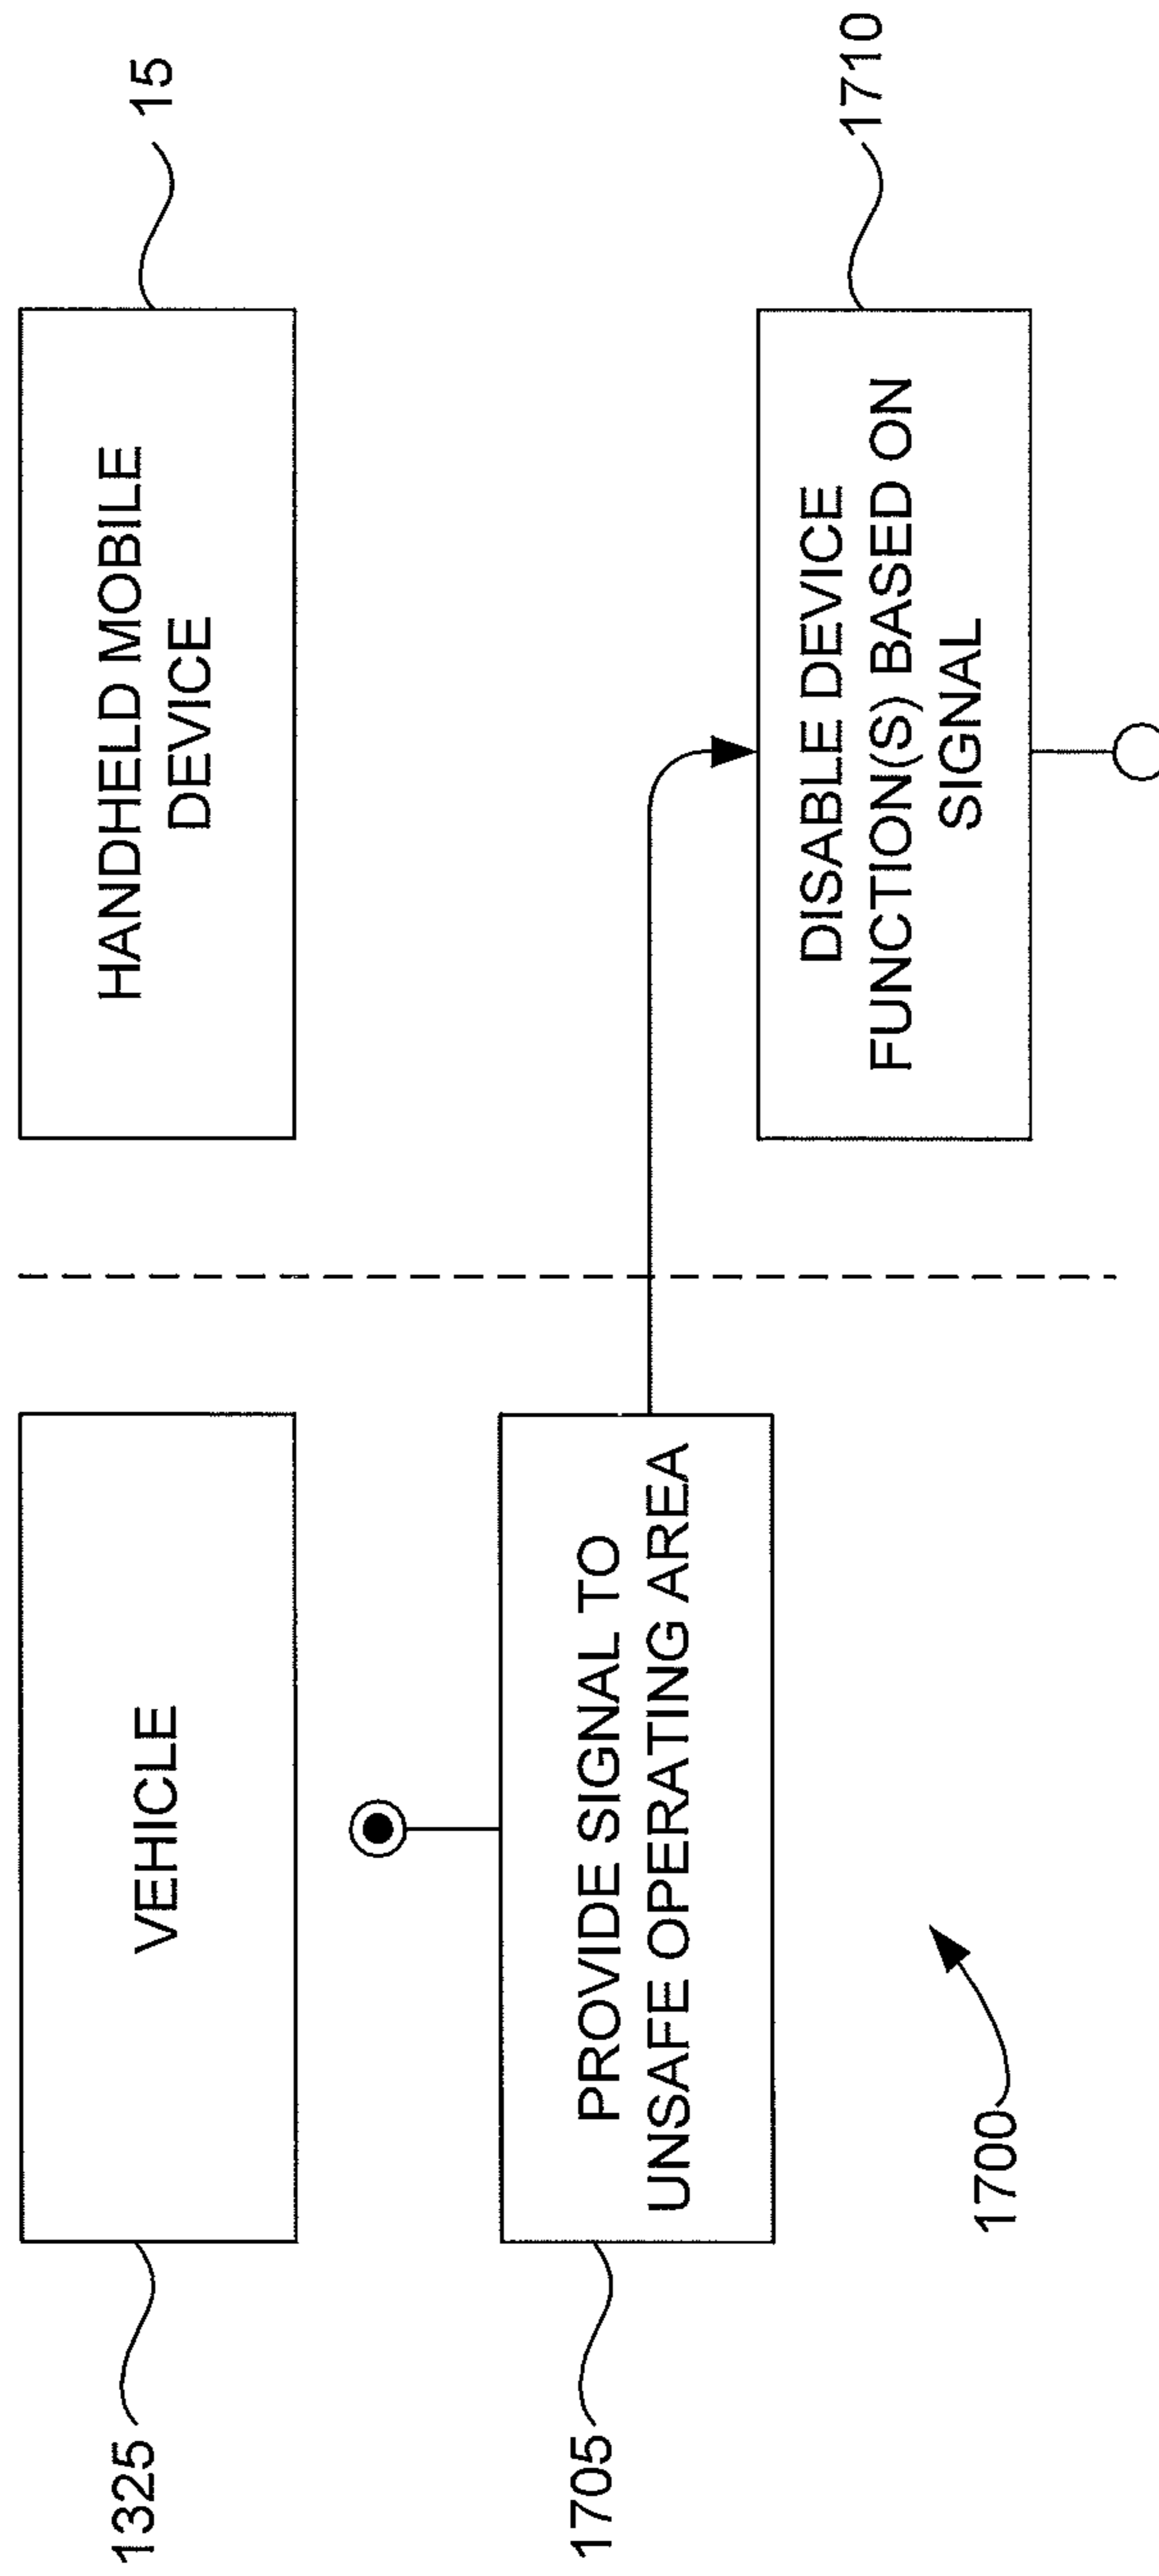 1325
VEHICLE
HANDHELD MOBILE
DEVICE
15
1705
PROVIDE SIGNAL TO
UNSAFE OPERATING AREA
DISABLE DEVICE
FUNCTION(S) BASED ON
SIGNAL
1710
1700